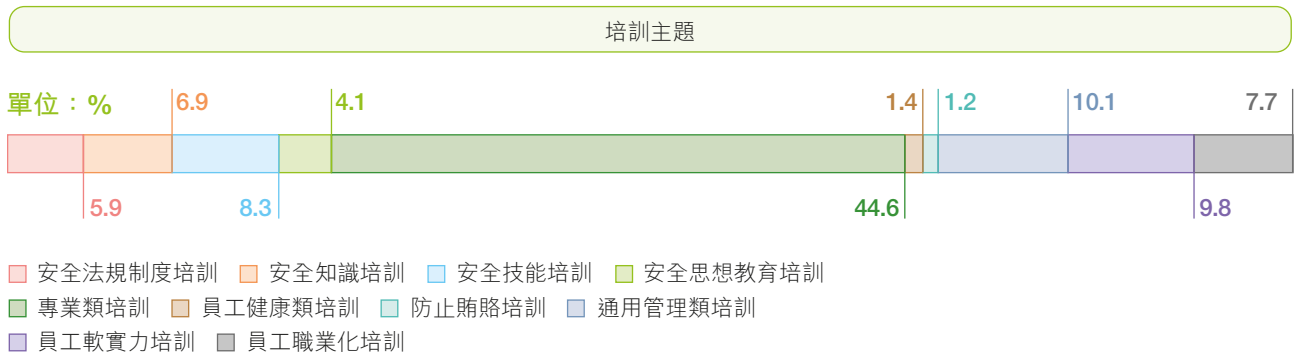 培訓主題
單位：%
6.9
4.1
1.4
1.2
10.1
7.7
5.9
8.3
44.6
9.8
安全法規制度培訓 安全知識培訓 安全技能培訓 安全思想教育培訓
專業類培訓 員工健康類培訓 防止賄賂培訓 通用管理類培訓
員工軟實力培訓 員工職業化培訓